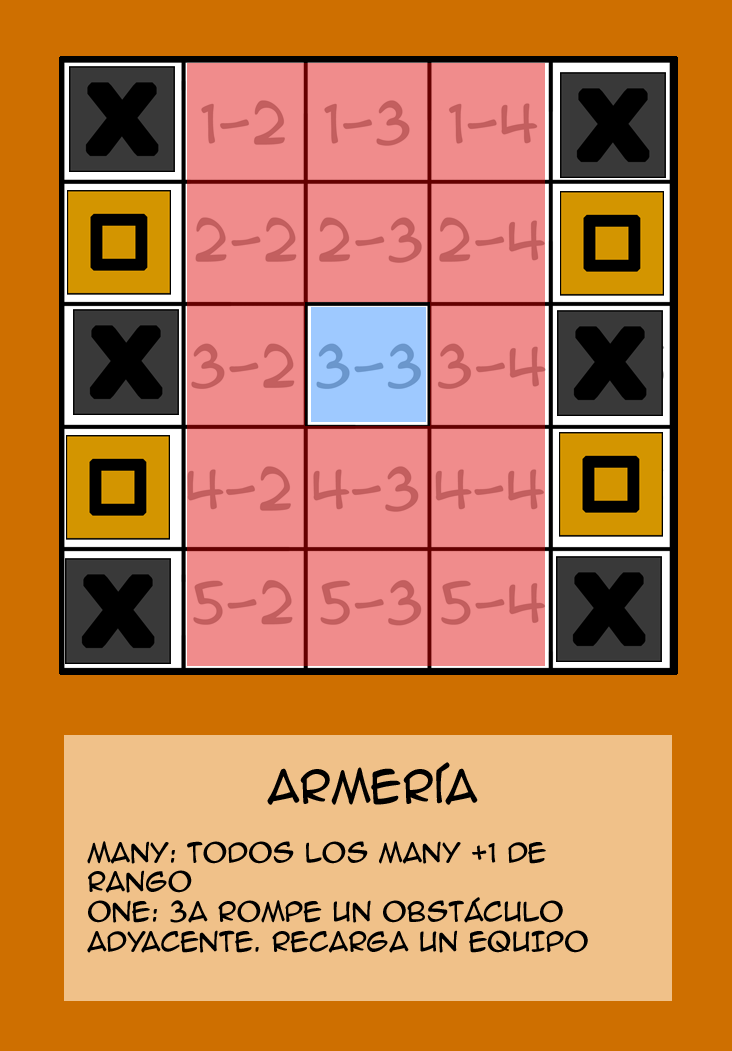 X 1-2 1-3 1-4 X
2-2 2-3 2-4
X 3-2 3-3 3-4 X
4-2 4-3 4-4
X 5-2 5-3 5-4 X
ARMERÍA
MANY: TODOS LOS MANY +1 DE
RANGO
ONE: 3A ROMPE UN OBSTÁCULO
ADYACENTE. RECARGA UN EQUIPO